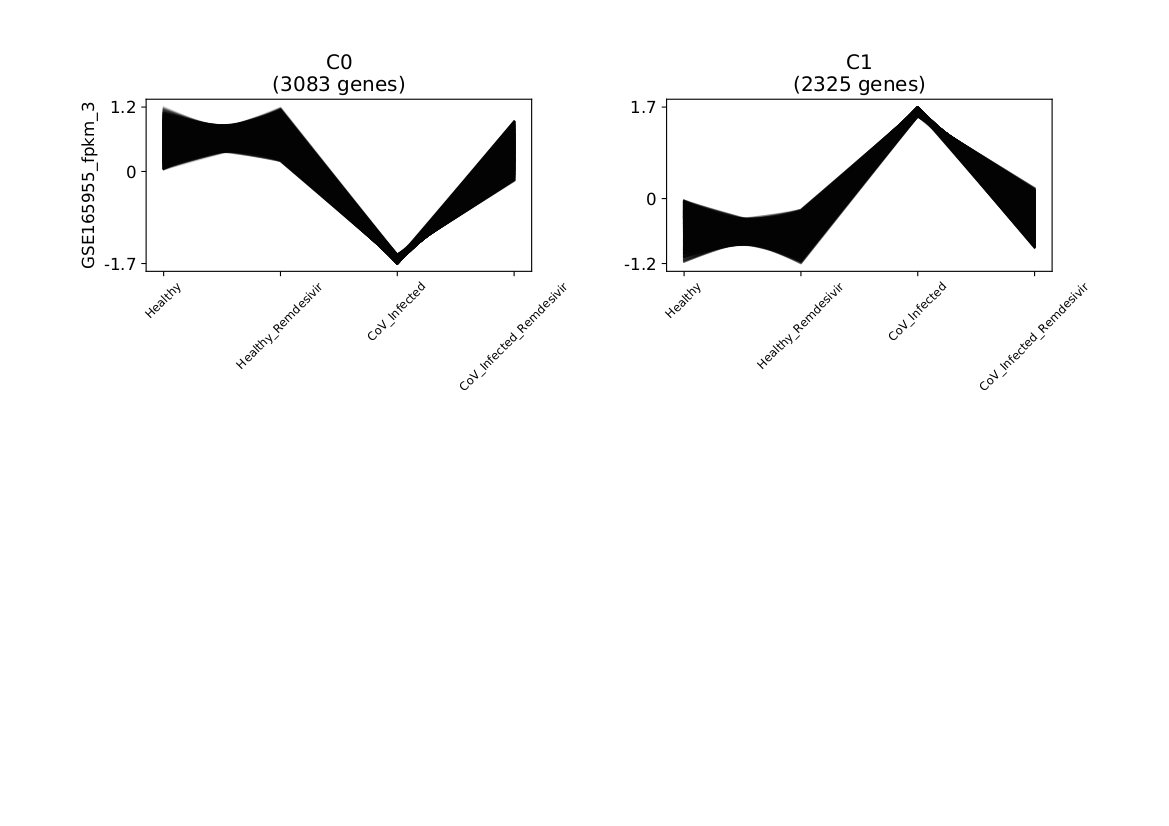 C0
(3083 genes)
GSE165955_fpkm_3
1.2
0
-1.7
Healthy
Healthy_Remdesivir
CoV_Infected
CoV_Infected_Remdesivir
C1
(2325 genes)
1.7
0
-1.2
Healthy
Healthy_Remdesivir
CoV_Infected
CoV_Infected_Remdesivir